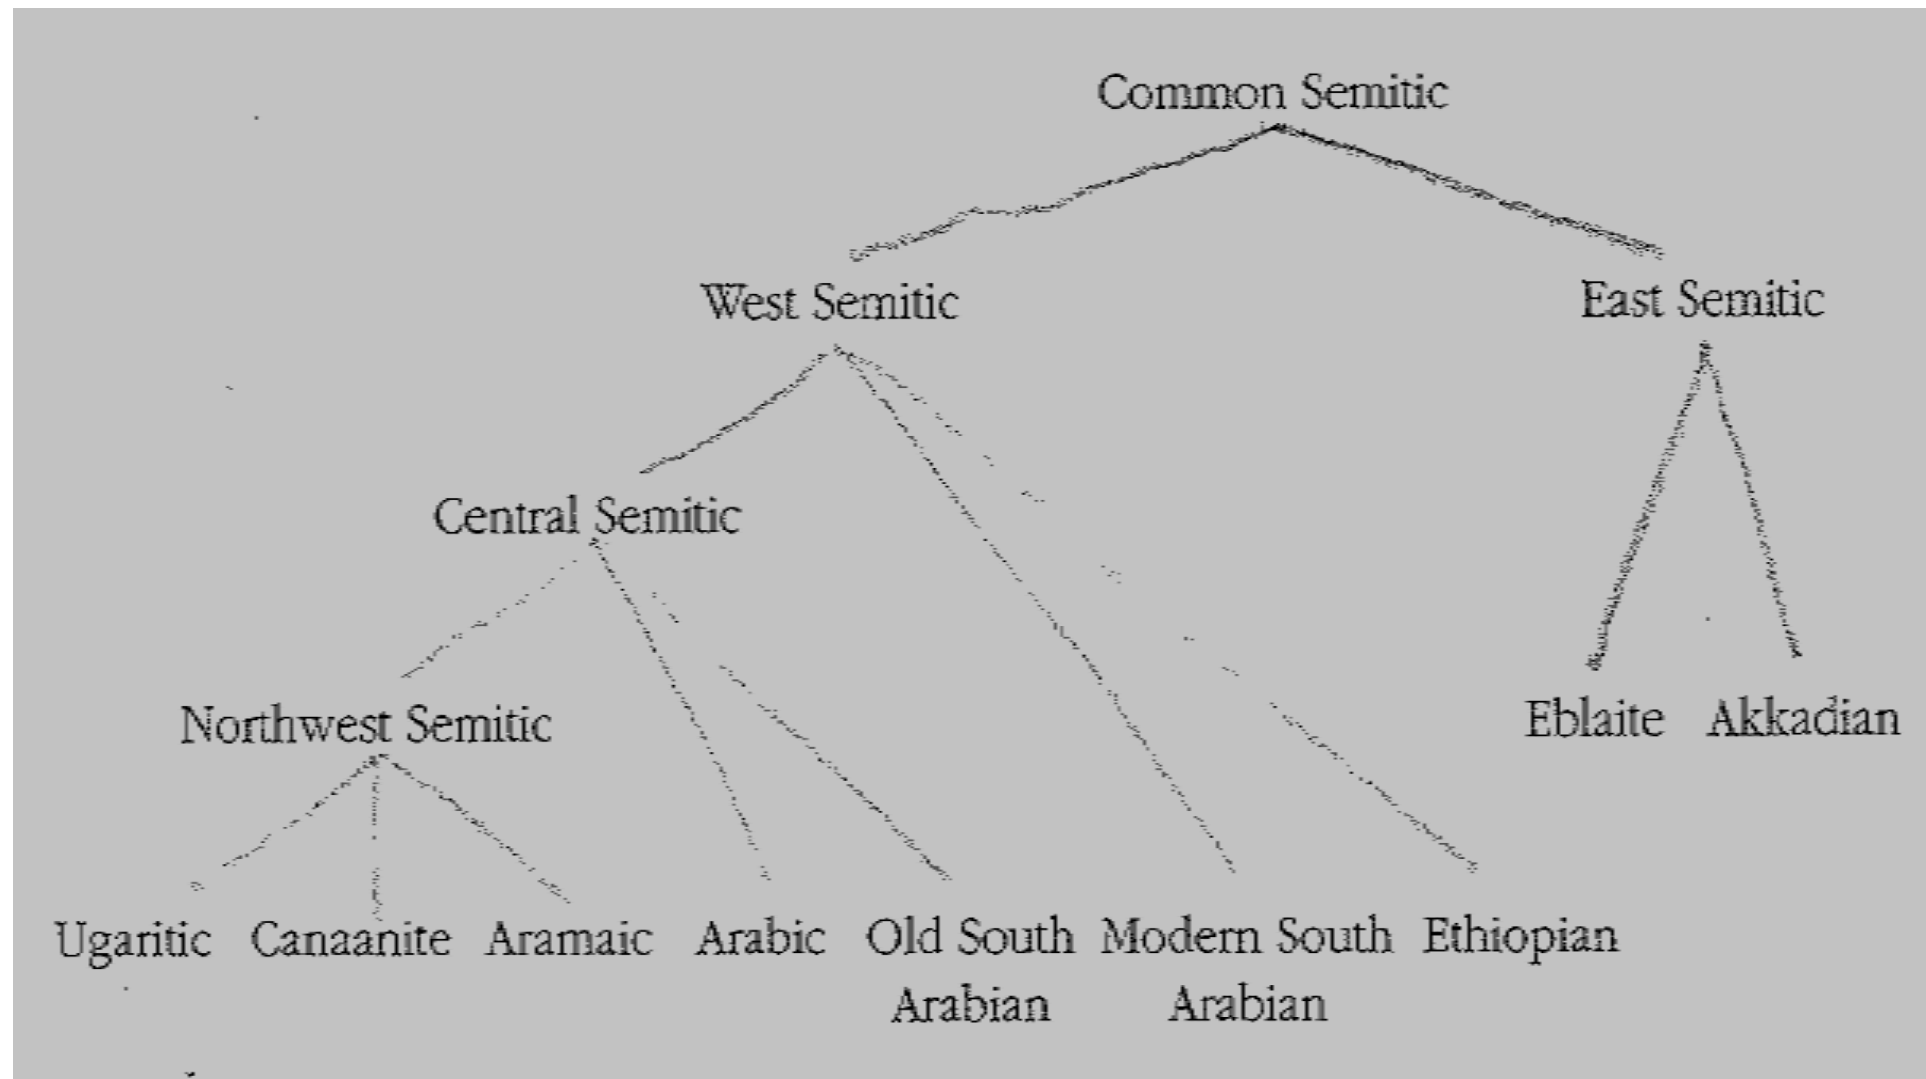 Common Semitic
West Semitic
East Semitic
Central Semitic
Northwest Semitic
Eblaite
Akkadian
Ugaritic
Canaanite
Aramaic
Arabic
Old South
Arabian
Modern South
Arabian
Ethiopian